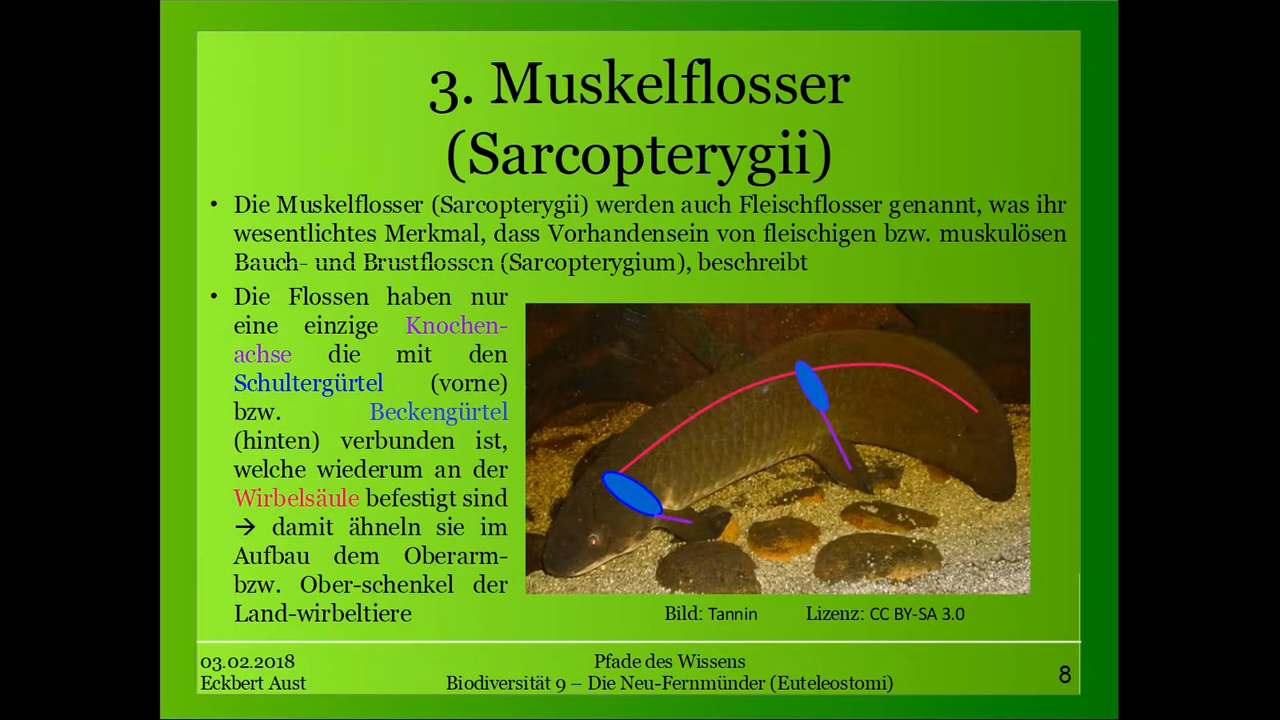 3. Muskelflosser
(Sarcopterygii)
• Die Muskelflosser (Sarcopterygii) werden auch Fleischflosser genannt, was ihr
wesentlichtes Merkmal, dass Vorhandensein von fleischigen bzw. muskulösen
Bauch- und Brustflossen (Sarcopterygium), beschreibt
• Die Flossen haben nur
eine einzige Knochen-
achse die mit den
Schultergürtel (vorne)
bzw. Beckengürtel
(hinten) verbunden ist,
welche wiederum an der
Wirbelsäule befestigt sind
→ damit ähneln sie im
Aufbau dem Oberarm-
bzw. Ober-schenkel der
Land-wirbeltiere
Bild: Tannin Lizenz: CC BY-SA 3.0
03.02.2018
Eckbert Aust
Pfade des Wissens
Biodiversität 9 – Die Neu-Fernmünder (Euteleostomi)
8